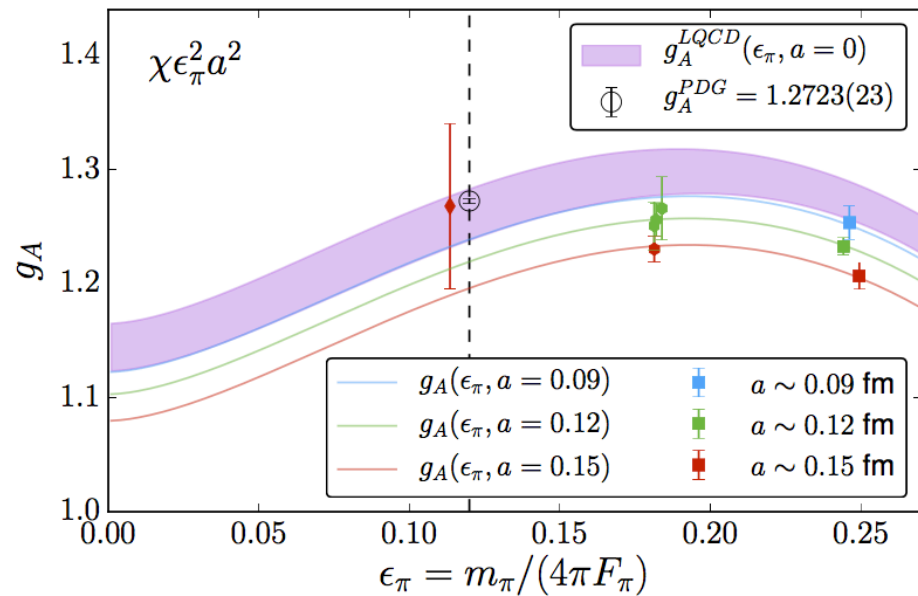 χε_π²a²
g_A^{LQCD}(ε_π, a = 0)
g_A^{PDG} = 1.2723(23)
1.4
1.3
1.2
1.1
1.0
g_A
g_A(ε_π, a = 0.09)
a ∼ 0.09 fm
g_A(ε_π, a = 0.12)
a ∼ 0.12 fm
g_A(ε_π, a = 0.15)
a ∼ 0.15 fm
0.00 0.05 0.10 0.15 0.20 0.25
ε_π = m_π/(4πF_π)